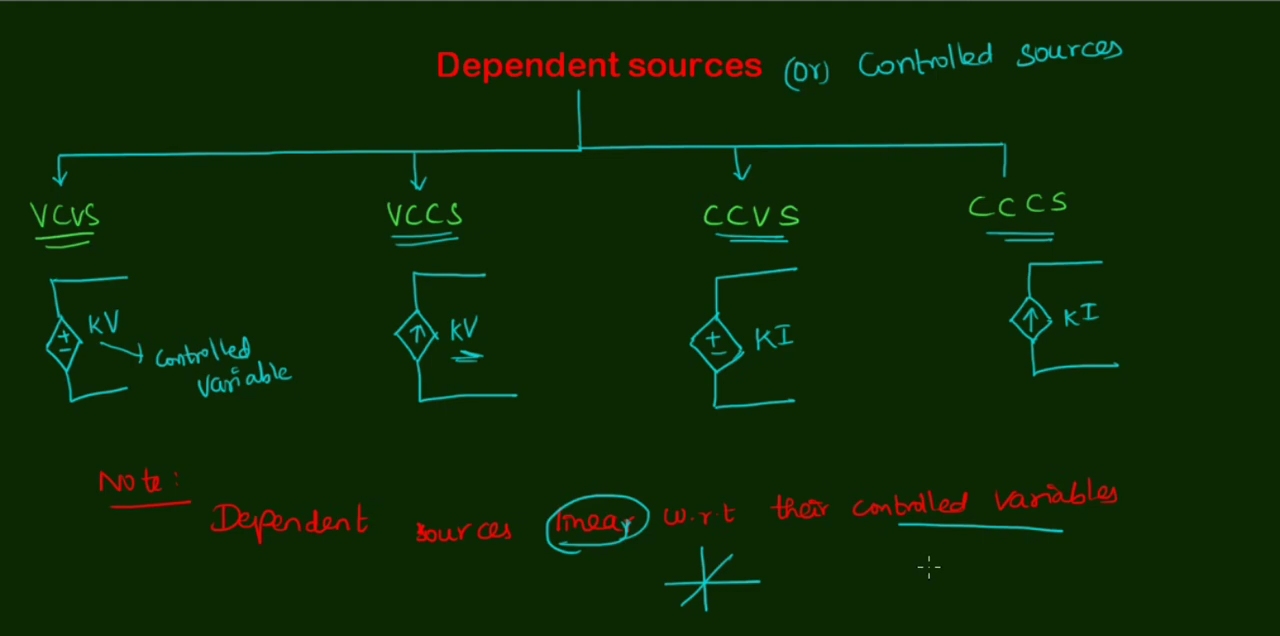 Dependent sources (or) Controlled sources
VCVS VCCS CCVS CCCS
+ - KV ↑ KV + - KI ↑ KI
Controlled
Variable
Note:
Dependent sources linear w.r.t their controlled variables